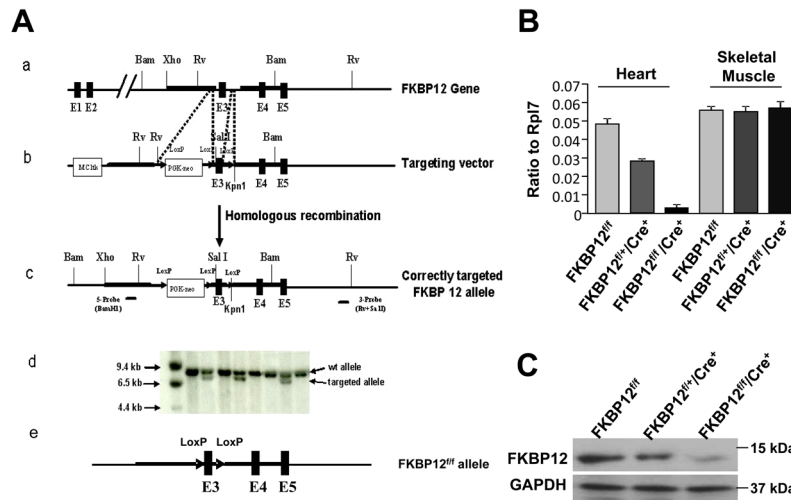 A
a
Bam
Xho
Rv
Bam
Rv
E1
E2
E3
E4
E5
FKBP12 Gene
Rv
Rv
LoxP
LoxP
Sal I
LoxP
Bam
b
MC1tk
PGK-neo
E3
Kpn1
E4
E5
Targeting vector
Homologous recombination
c
Bam
Xho
Rv
LoxP
LoxP
Sal I
LoxP
Bam
Rv
5-Probe
(BamH1)
PGK-neo
E3
Kpn1
E4
E5
3-Probe
(Rv+Sal I)
Correctly targeted
FKBP 12 allele
d
9.4 kb
6.5 kb
4.4 kb
wt allele
targeted allele
e
LoxP
LoxP
E3
E4
E5
FKBP12f/f allele
B
Heart
Skeletal
Muscle
Ratio to Rpl7
0.07
0.06
0.05
0.04
0.03
0.02
0.01
0
FKBP12f/f
FKBP12f/+/Cre+
FKBP12f/f/Cre+
FKBP12f/f
FKBP12f/+/Cre+
FKBP12f/f/Cre+
C
FKBP12f/f
FKBP12f/+/Cre+
FKBP12f/f/Cre+
FKBP12
15 kDa
GAPDH
37 kDa